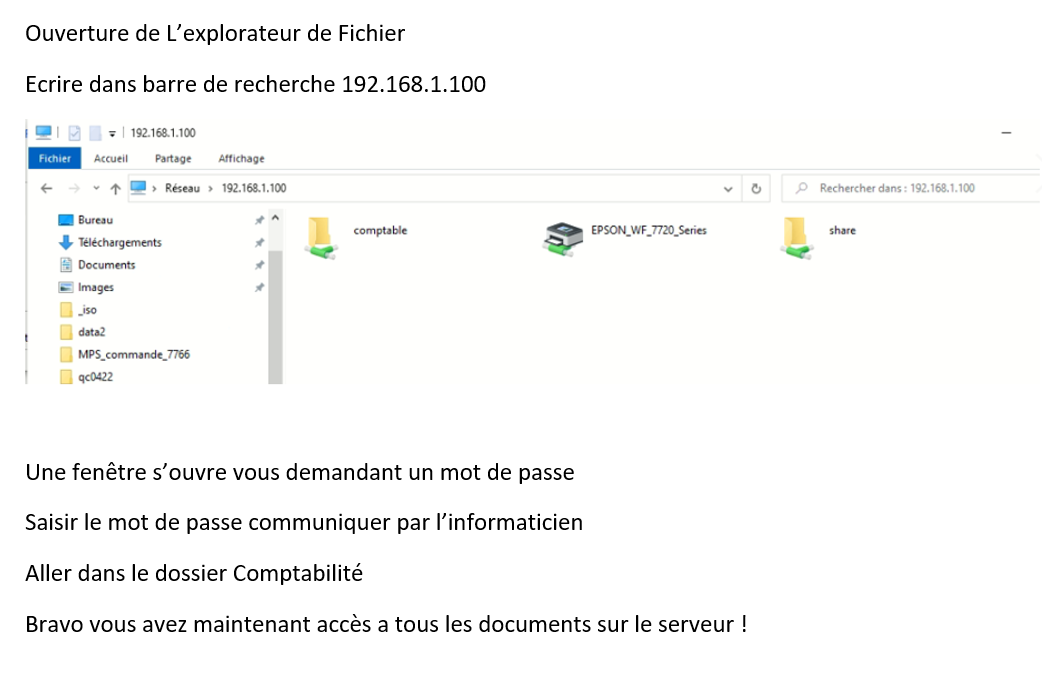 Ouverture de L’explorateur de Fichier
Ecrire dans barre de recherche 192.168.1.100
192.168.1.100
Fichier Accueil Partage Affichage
Réseau 192.168.1.100 Rechercher dans : 192.168.1.100
Bureau
Téléchargements
Documents
Images
_iso
data2
MPS_commande_7766
qc0422
comptable EPSON_WF_7720_Series share
Une fenêtre s’ouvre vous demandant un mot de passe
Saisir le mot de passe communiquer par l’informaticien
Aller dans le dossier Comptabilité
Bravo vous avez maintenant accès a tous les documents sur le serveur !